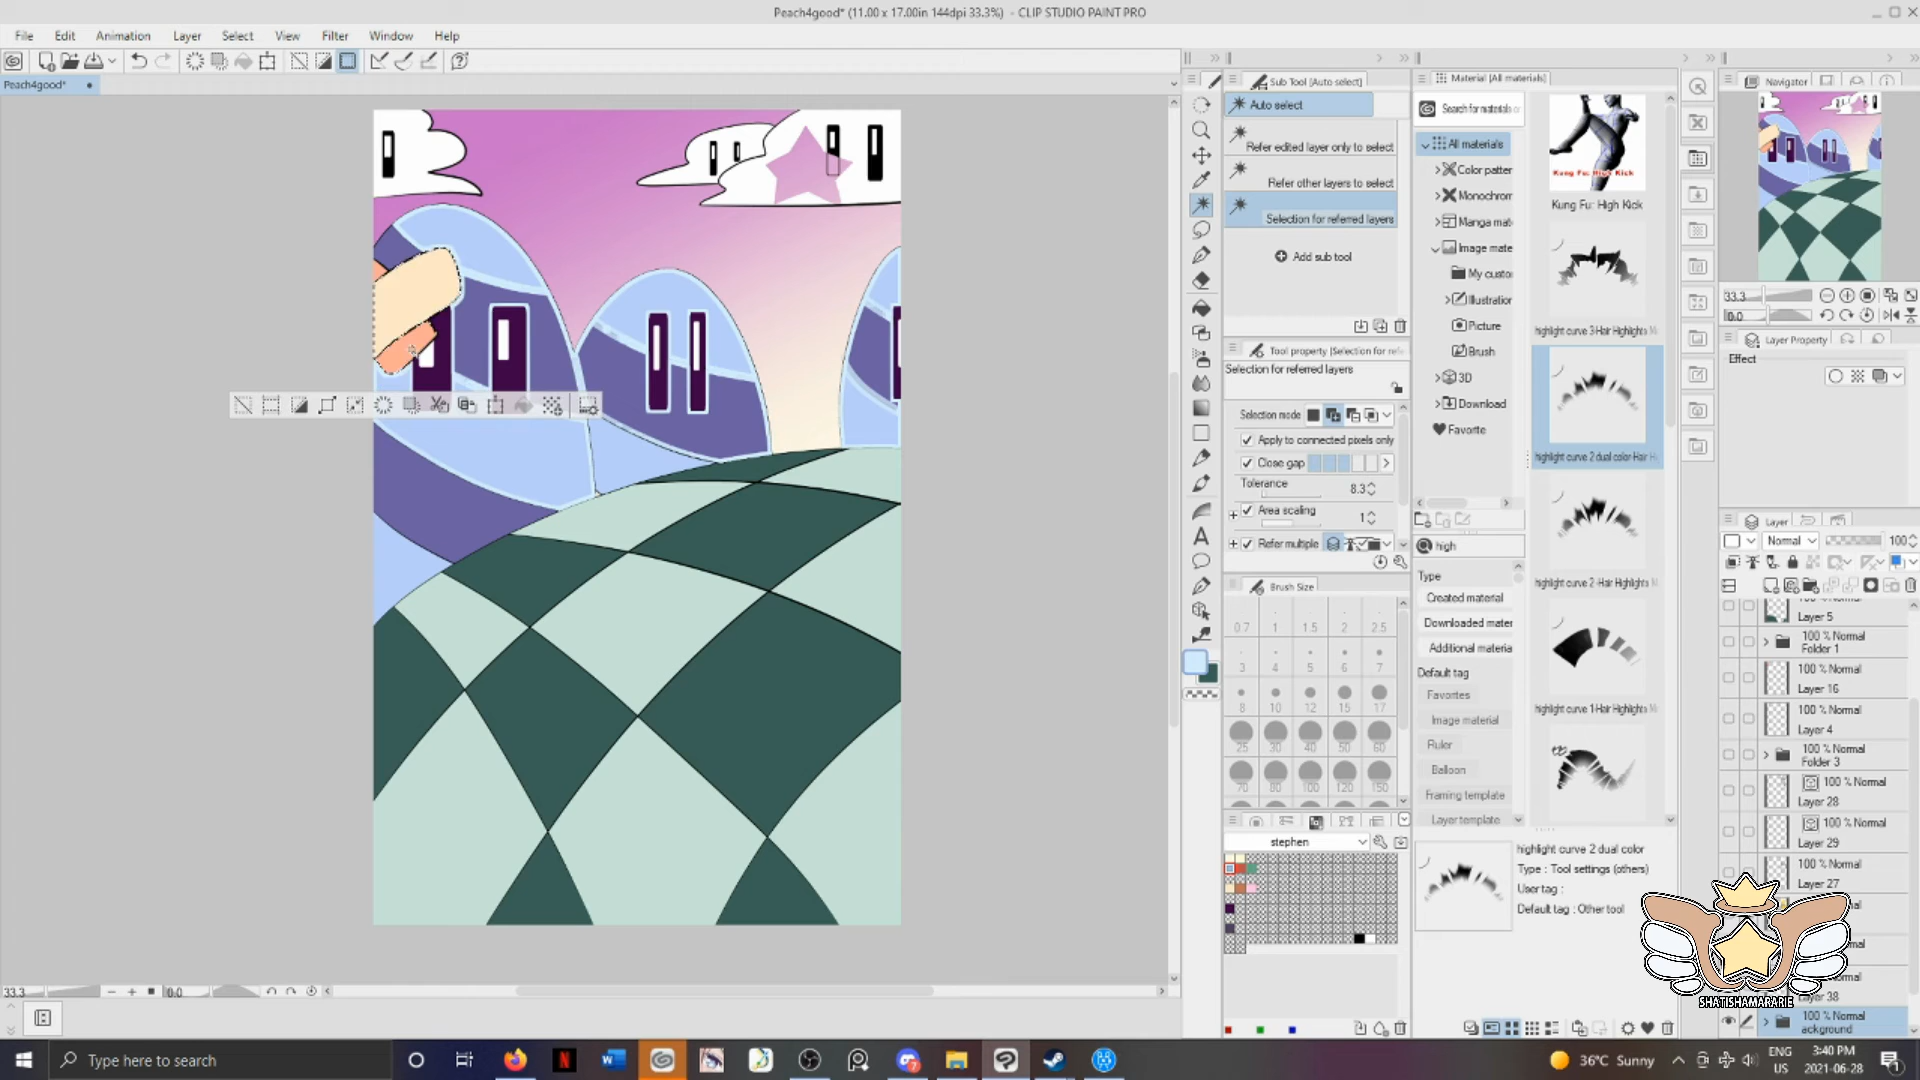 Peach4good* (11.00 x 17.00in 144dpi 33.3%) - CLIP STUDIO PAINT PRO
File Edit Animation Layer Select View Filter Window Help
Peach4good*
Sub Tool [Auto select]
Auto select
Refer edited layer only to select
Refer other layers to select
Selection for referred layers
Add sub tool
Tool property [Selection for refe
Selection for referred layers
Selection mode
Apply to connected pixels only
Close gap
Tolerance 8.3
Area scaling 1
Refer multiple
Brush Size
0.7 1 1.5 2 2.5
3 4 5 6 7
8 10 12 15 17
25 30 40 50 60
70 80 100 120 150
stephen
Material [All materials]
Search for materials o
All materials
Color patter
Monochrom
Manga mat
Image mate
My custo
Illustration
Picture
Brush
3D
Download
Favorite
high
Type
Created material
Downloaded mater
Additional materia
Default tag
Favorites
Image material
Ruler
Balloon
Framing template
Layer template
Kung Fu: High Kick
Kung Fu: High Kick
highlight curve 3-Hair Highlights
highlight curve 2 dual color-Hair
highlight curve 2-Hair Highlights
highlight curve 1-Hair Highlights
highlight curve 2 dual color
Type : Tool settings (others)
User tag :
Default tag : Other tool
Navigator
33.3
0.0
Layer Property
Effect
Layer
Normal 100
Layer 5
100 % Normal
Folder 1
100 % Normal
Layer 16
100 % Normal
Layer 4
100 % Normal
Folder 3
100 % Normal
Layer 28
100 % Normal
Layer 29
100 % Normal
Layer 27
Layer 38
100 % Normal
ackground
SHATISHAMARARIE
33.3 0.0
Type here to search
36°C Sunny
ENG
US
3:40 PM
2021-06-28